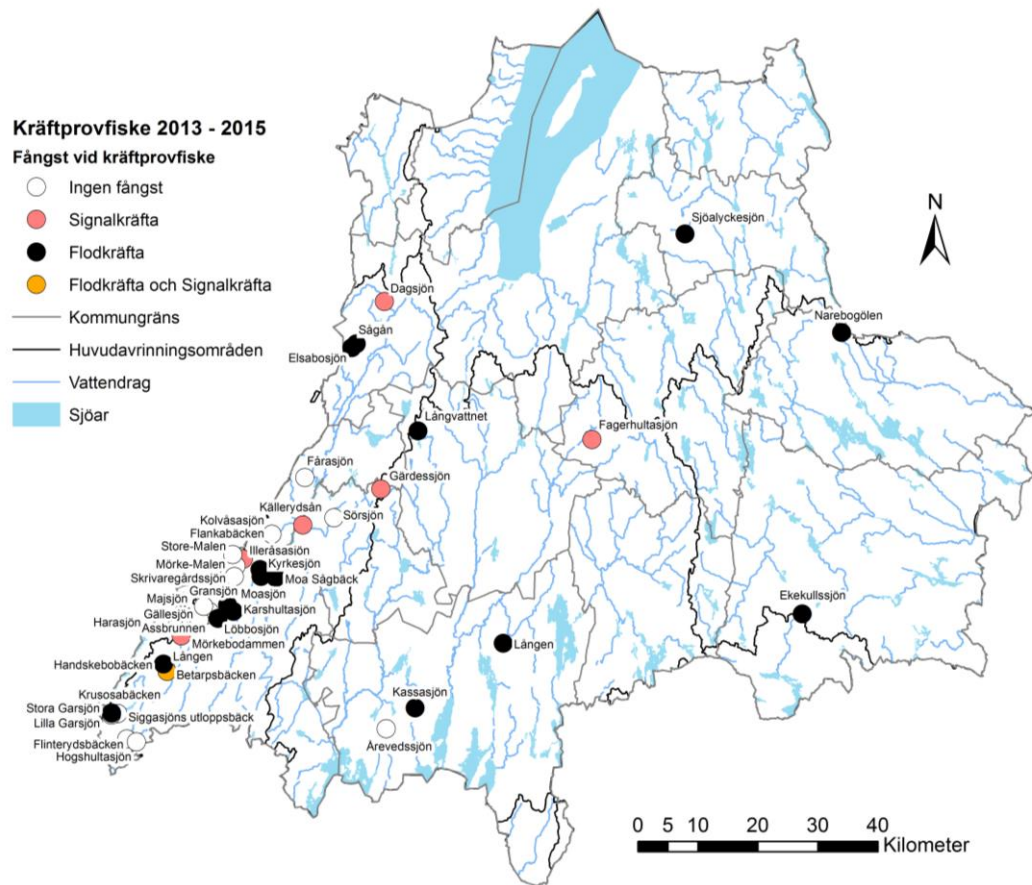 Kräftprovfiske 2013 - 2015
Fångst vid kräftprovfiske
Ingen fångst
Signalkräfta
Flodkräfta
Flodkräfta och Signalkräfta
Kommungräns
Huvudavrinningsområden
Vattendrag
Sjöar
N
Sjöalyckesjön
Dagsjön
Narebogölen
Sågån
Elsabosjön
Långvattnet
Fagerhultasjön
Fårasjön
Gärdessjön
Källerydsån
Sörsjön
Kolvåsasjön
Flankabäcken
Store-Malen
Illeråsasjön
Mörke-Malen
Kyrkesjön
Skrivaregårdssjön
Moa Sågbäck
Gransjön
Moasjön
Majsjön
Karshultasjön
Gällesjön
Harasjön
Assbrunnen
Löbbosjön
Mörkebodammen
Ekekullssjön
Lången
Handskebobäcken
Lången
Betarpsbäcken
Kassasjön
Krusosabäcken
Stora Garsjön
Siggasjöns utloppsbäck
Lilla Garsjön
Årevedssjön
Flinterydsbäcken
Hogshultasjön
0 5 10 20 30 40
Kilometer